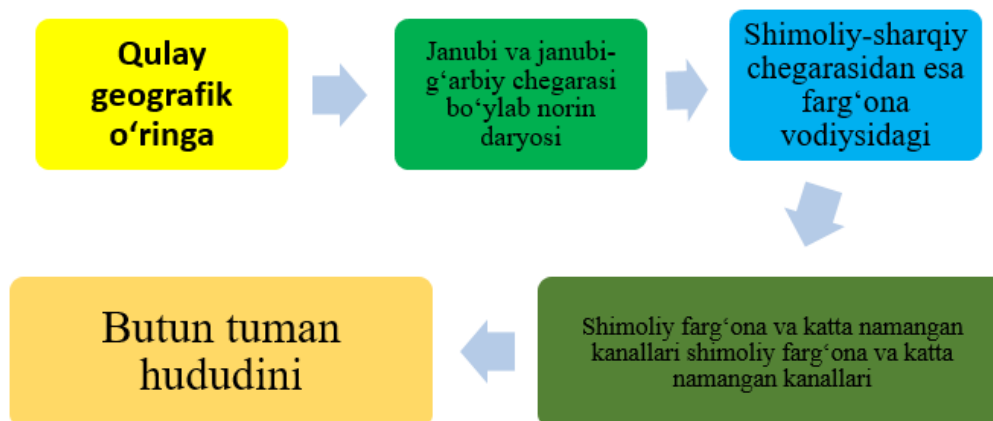 Qulay
geografik
o‘ringa
Janubi va janubi-
g‘arbiy chegarasi
bo‘ylab norin
daryosi
Shimoliy-sharqiy
chegarasidan esa
farg‘ona
vodiysidagi
Shimoliy farg‘ona va katta namangan
kanallari shimoliy farg‘ona va katta
namangan kanallari
Butun tuman
hududini